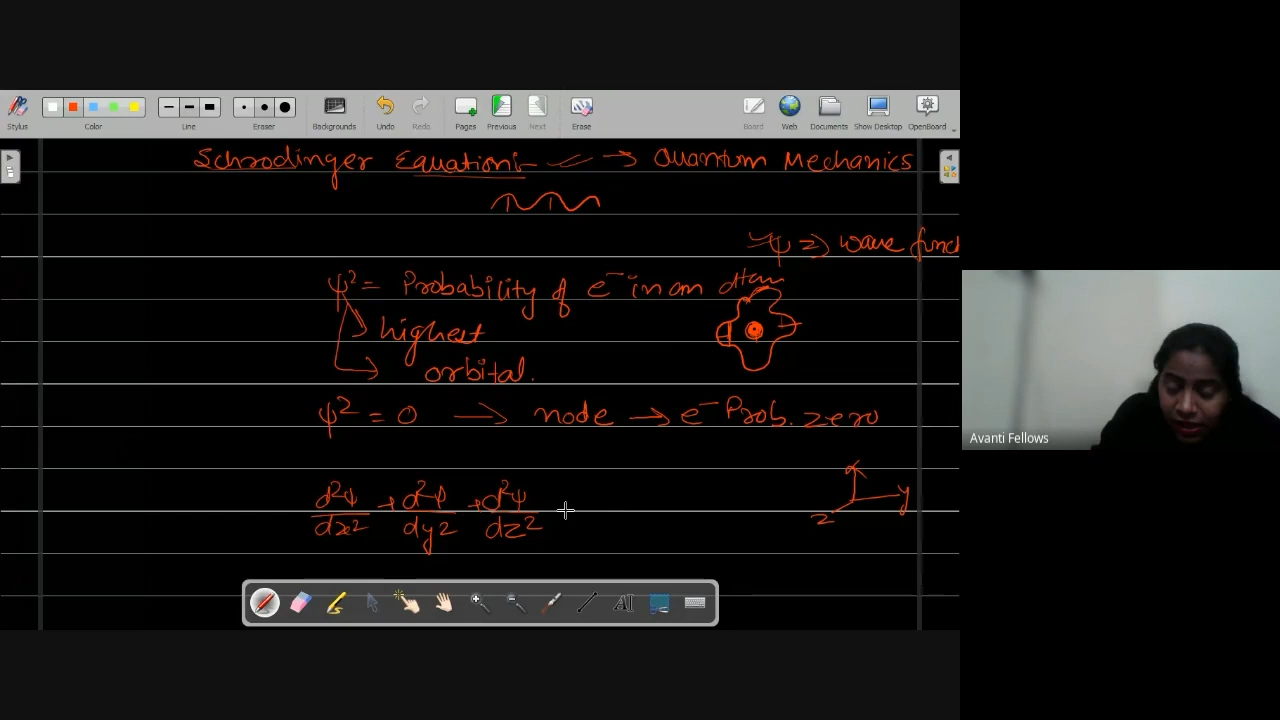 Stylus Color Line Eraser Backgrounds Undo Redo Pages Previous Next Erase Board Web Documents Show Desktop OpenBoard
Schrodinger Equation:- → Quantum Mechanics
ψ ⇒ wave funct
ψ² = Probability of e⁻ in an atom
highest
orbital.
ψ² = 0 → node → e⁻ Prob. zero
d²ψ/dx² + d²ψ/dy² + d²ψ/dz²
y
z
Avanti Fellows